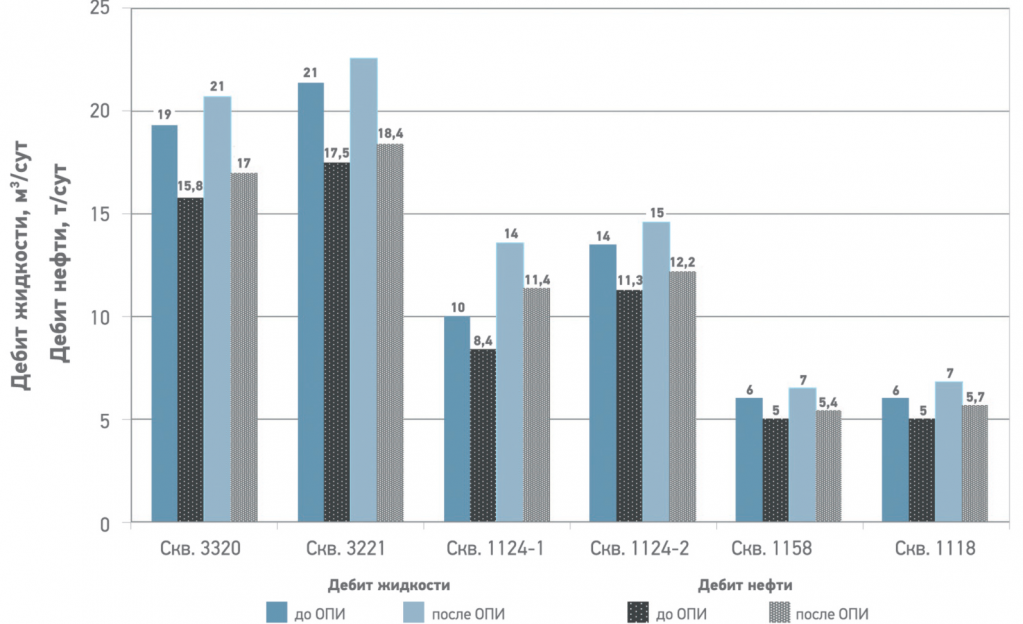 25
20
15
10
5
0
Дебит жидкости, м³/сут
Дебит нефти, т/сут
19
15,8
21
17
21
17,5
18,4
10
8,4
14
11,4
14
11,3
15
12,2
6
5
7
5,4
6
5
7
5,7
Скв. 3320
Скв. 3221
Скв. 1124-1
Скв. 1124-2
Скв. 1158
Скв. 1118
Дебит жидкости
Дебит нефти
до ОПИ
после ОПИ
до ОПИ
после ОПИ